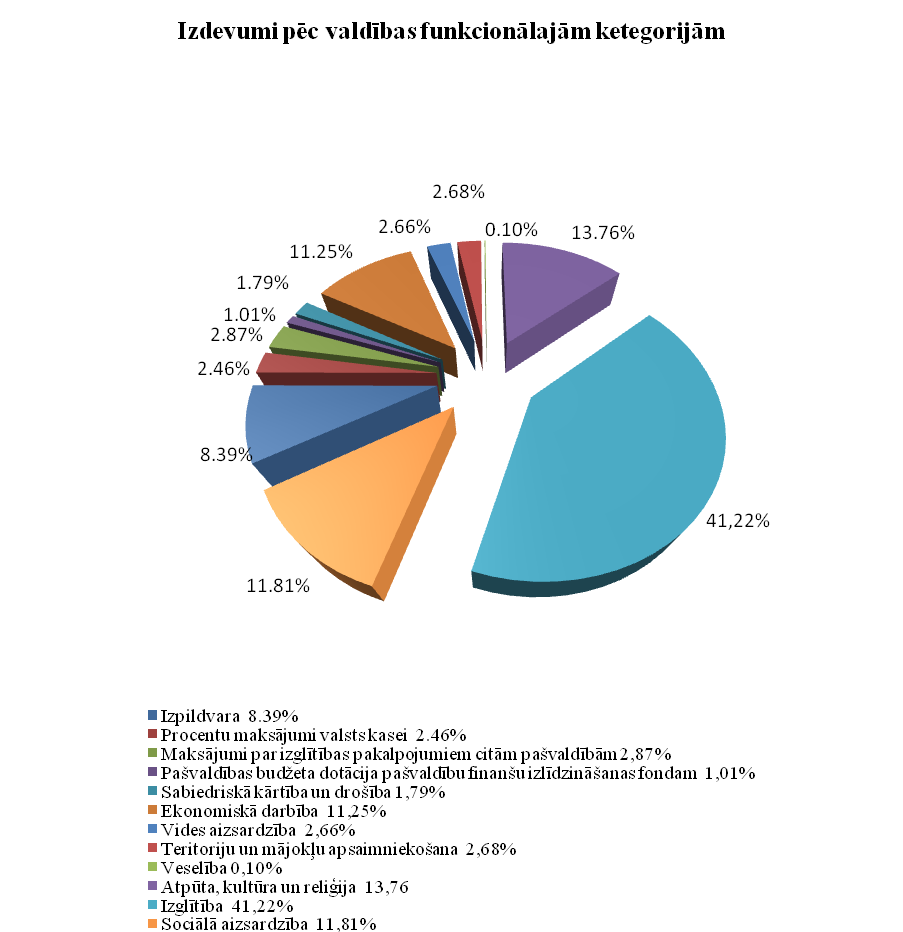 Izdevumi pēc valdības funkcionālajām ketegorijām
2.68%
2.66%
0.10%
13.76%
11.25%
1.79%
1.01%
2.87%
2.46%
8.39%
41,22%
11.81%
Izpildvara 8.39%
Procentu maksājumi valsts kasei 2.46%
Maksājumi par izglītības pakalpojumiem citām pašvaldībām 2,87%
Pašvaldības budžeta dotācija pašvaldību finanšu izlīdzināšanas fondam 1,01%
Sabiedriskā kārtība un drošība 1,79%
Ekonomiskā darbība 11,25%
Vides aizsardzība 2,66%
Teritoriju un mājokļu apsaimniekošana 2,68%
Veselība 0,10%
Atpūta, kultūra un reliģija 13,76
Izglītība 41,22%
Sociālā aizsardzība 11,81%